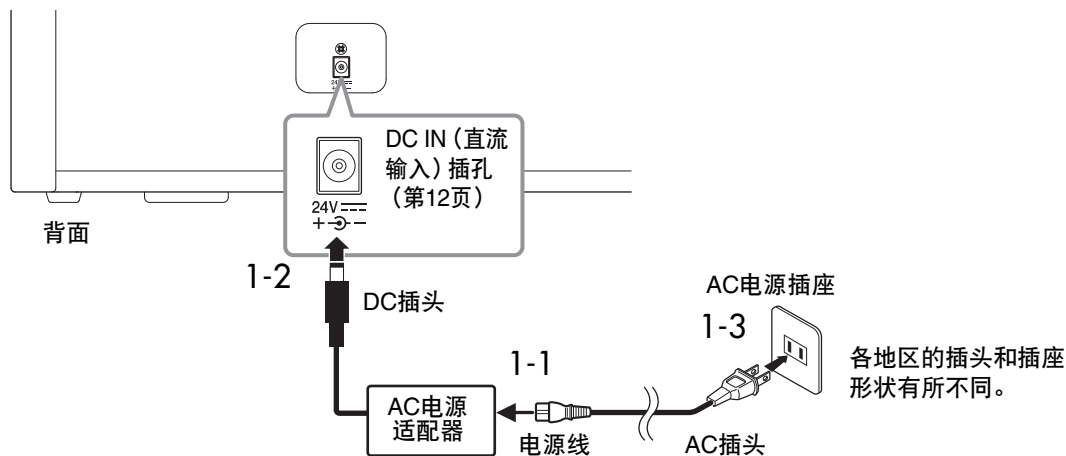 24V
DC IN（直流
输入）插孔
（第12页）
24V
背面
1-2
DC插头
AC电源插座
1-3
各地区的插头和插座
形状有所不同。
1-1
AC电源
适配器
电源线
AC插头